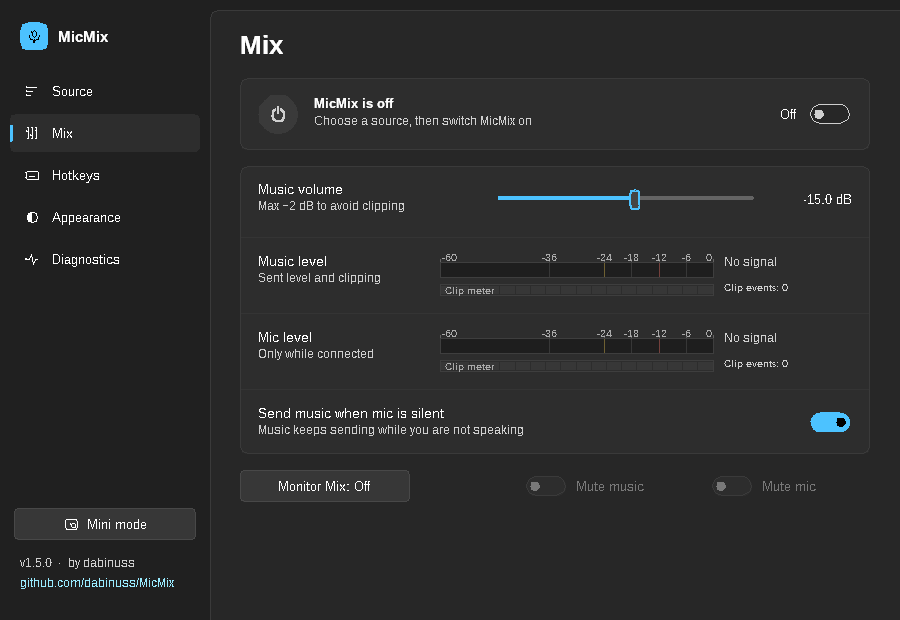 MicMix
Source
Mix
Hotkeys
Appearance
Diagnostics
Mini mode
v1.5.0 · by dabinuss
github.com/dabinuss/MicMix
Mix
MicMix is off
Choose a source, then switch MicMix on
Off
Music volume
Max −2 dB to avoid clipping
-15.0 dB
Music level
Sent level and clipping
-60 -36 -24 -18 -12 -6 0
Clip meter
No signal
Clip events: 0
Mic level
Only while connected
-60 -36 -24 -18 -12 -6 0
Clip meter
No signal
Clip events: 0
Send music when mic is silent
Music keeps sending while you are not speaking
Monitor Mix: Off
Mute music
Mute mic